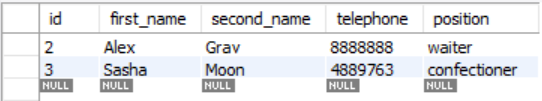 id first_name second_name telephone position
2 Alex Grav 8888888 waiter
3 Sasha Moon 4889763 confectioner
NULL NULL NULL NULL NULL